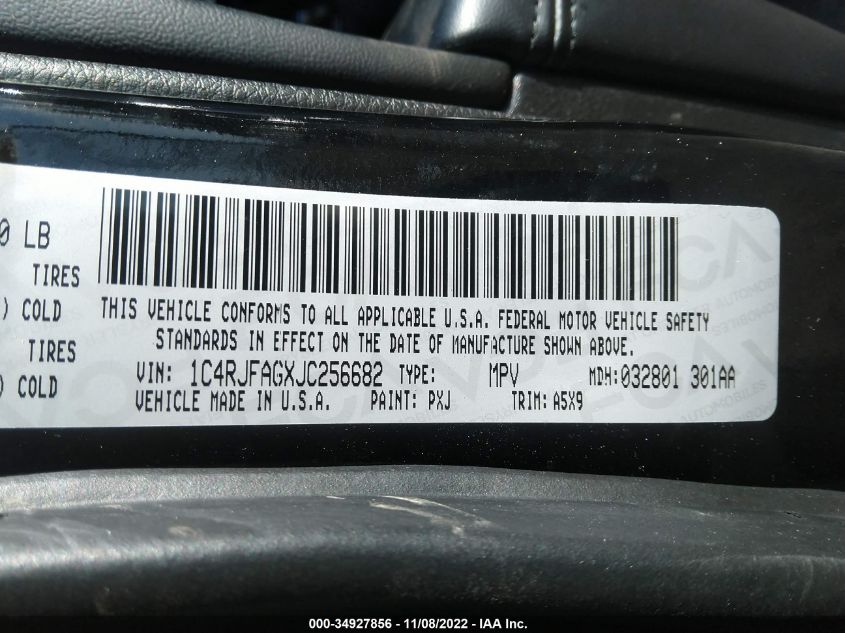 0 LB
TIRES
) COLD
THIS VEHICLE CONFORMS TO ALL APPLICABLE U.S.A. FEDERAL MOTOR VEHICLE SAFETY
TIRES
STANDARDS IN EFFECT ON THE DATE OF MANUFACTURE SHOWN ABOVE.
) COLD
VIN: 1C4RJFAGXJC256682 TYPE: MPV MDH:032801 301AA
VEHICLE MADE IN U.S.A. PAINT: PXJ TRIM: A5X9
000-34927856 - 11/08/2022 - IAA Inc.